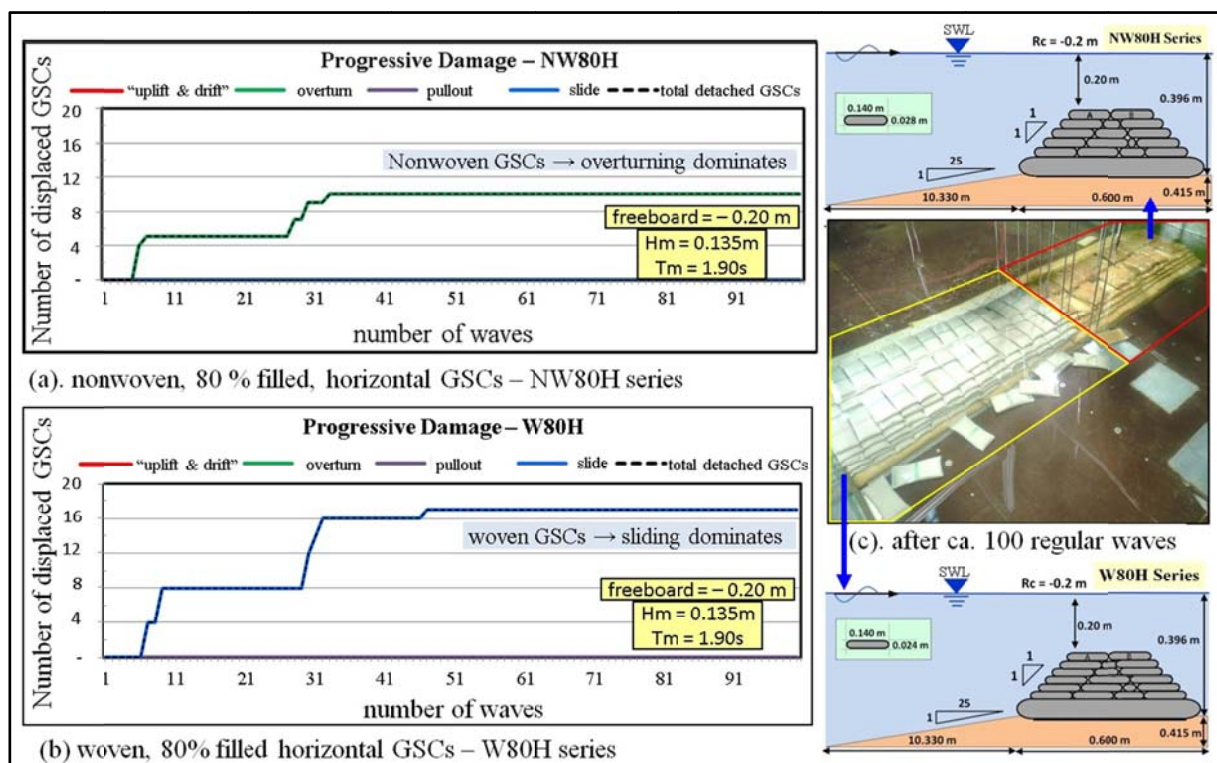 Progressive Damage – NW80H
“uplift & drift” overturn pullout slide total detached GSCs
Number of displaced GSCs
20
16
12
8
4
-
Nonwoven GSCs → overturning dominates
freeboard = – 0.20 m
Hm = 0.135m
Tm = 1.90s
1 11 21 31 41 51 61 71 81 91
number of waves
(a). nonwoven, 80 % filled, horizontal GSCs – NW80H series
Progressive Damage – W80H
“uplift & drift” overturn pullout slide total detached GSCs
Number of displaced GSCs
20
16
12
8
4
-
woven GSCs → sliding dominates
freeboard = – 0.20 m
Hm = 0.135m
Tm = 1.90s
1 11 21 31 41 51 61 71 81 91
number of waves
(b) woven, 80% filled horizontal GSCs – W80H series
SWL
Rc = -0.2 m
NW80H Series
0.20 m
0.396 m
0.140 m
0.028 m
1
1
A B
25
1
0.415 m
10.330 m
0.600 m
(c). after ca. 100 regular waves
SWL
Rc = -0.2 m
W80H Series
0.20 m
0.396 m
0.140 m
0.024 m
1
1
A B
25
1
0.415 m
10.330 m
0.600 m